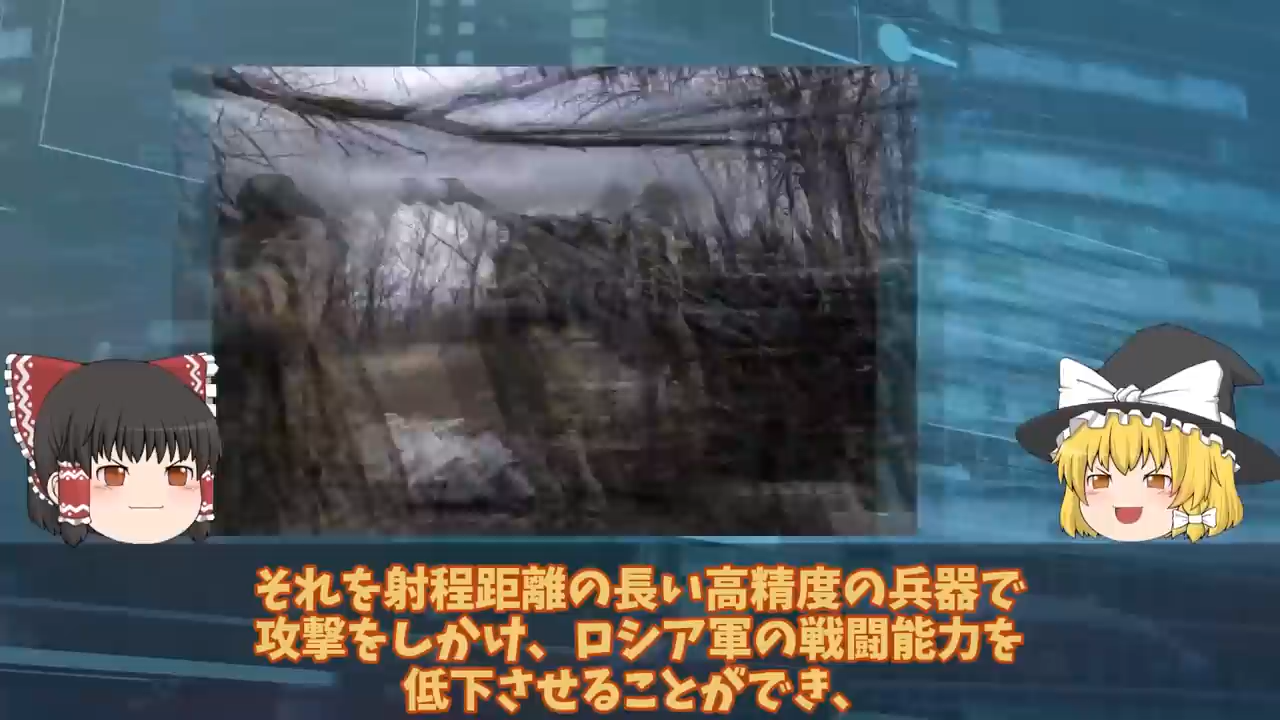 それを射程距離の長い高精度の兵器で
攻撃をしかけ、ロシア軍の戦闘能力を
低下させることができ、